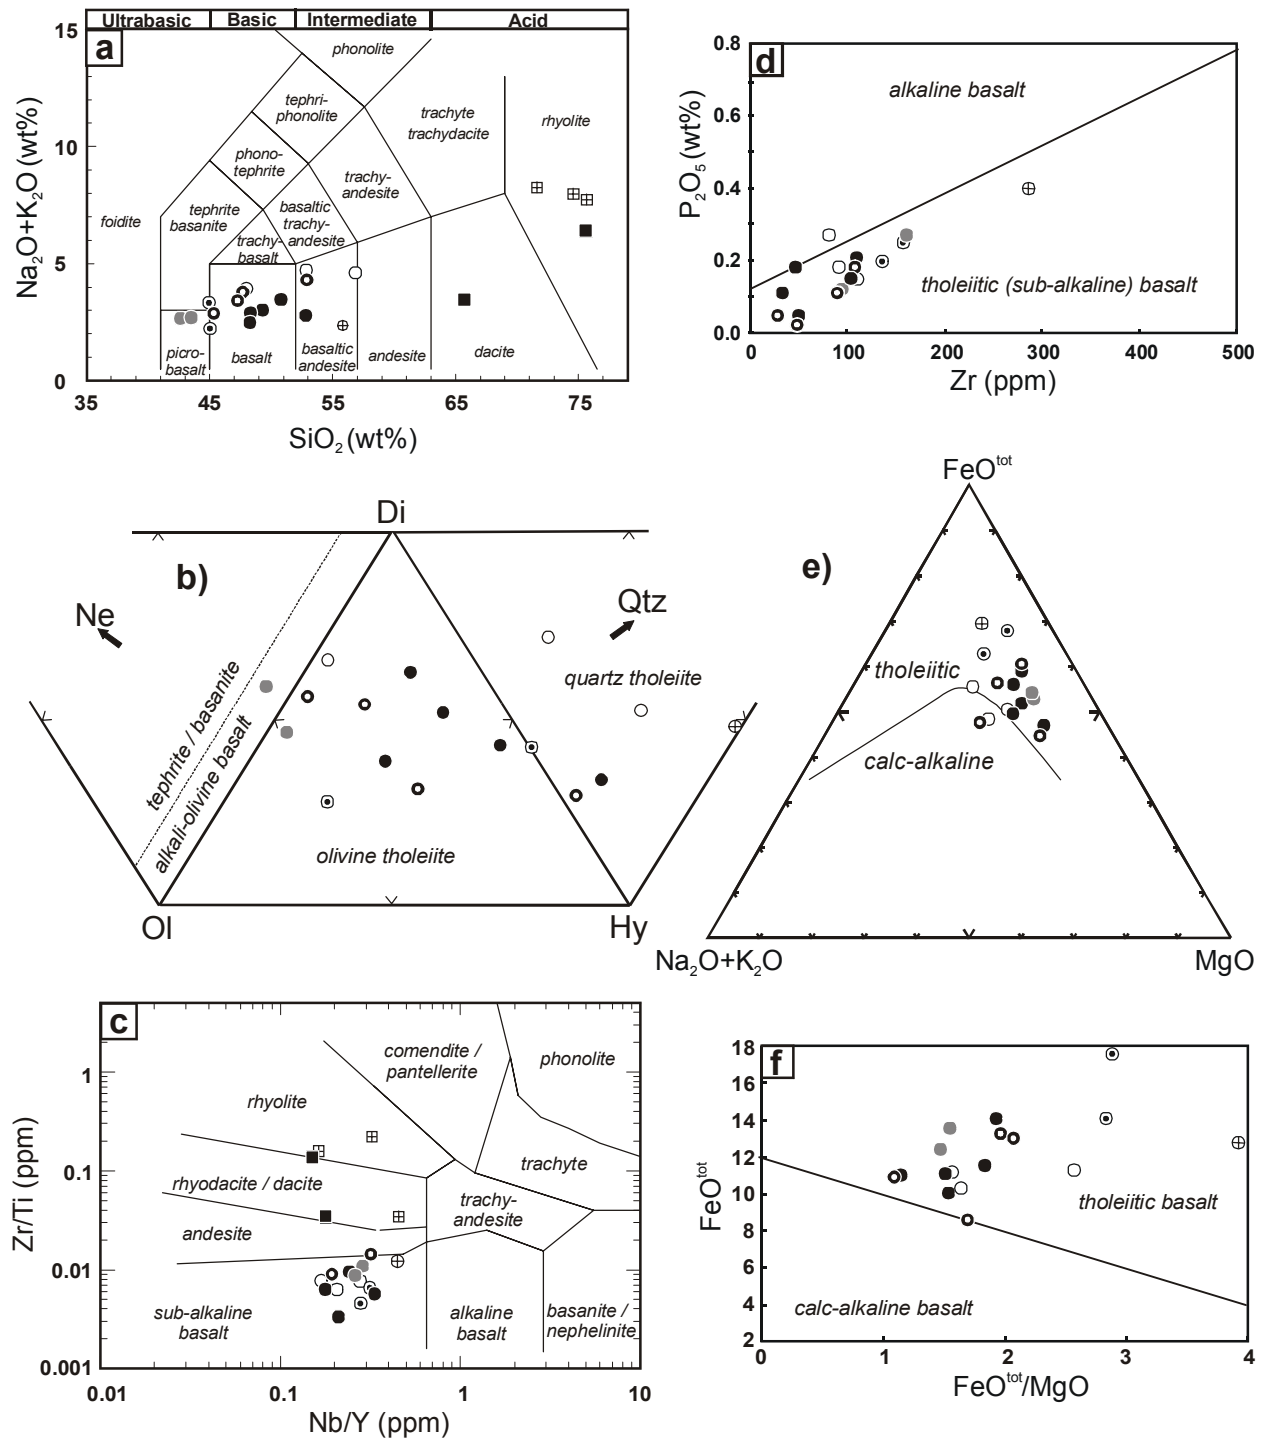 Ultrabasic Basic Intermediate Acid
a
15
10
5
0
Na2O+K2O (wt%)
phonolite
tephri-
phonolite
trachyte
trachydacite
rhyolite
phono-
tephrite
trachy-
andesite
foidite
tephrite
basanite
basaltic
trachy-
andesite
trachy-
basalt
picro-
basalt
basalt
basaltic
andesite
andesite
dacite
35 45 55 65 75
SiO2 (wt%)
d
0.8
0.6
0.4
0.2
0.0
P2O5 (wt%)
alkaline basalt
tholeiitic (sub-alkaline) basalt
0 100 200 300 400 500
Zr (ppm)
b)
Di
Ne
Qtz
tephrite / basanite
alkali-olivine basalt
quartz tholeiite
olivine tholeiite
Ol
Hy
e)
FeOtot
tholeiitic
calc-alkaline
Na2O+K2O
MgO
c
1
0.1
0.01
0.001
Zr/Ti (ppm)
comendite /
pantellerite
phonolite
rhyolite
trachyte
rhyodacite / dacite
trachy-
andesite
andesite
sub-alkaline
basalt
alkaline
basalt
basanite /
nephelinite
0.01 0.1 1 10
Nb/Y (ppm)
f
18
16
14
12
10
8
6
4
2
FeOtot
tholeiitic basalt
calc-alkaline basalt
0 1 2 3 4
FeOtot/MgO